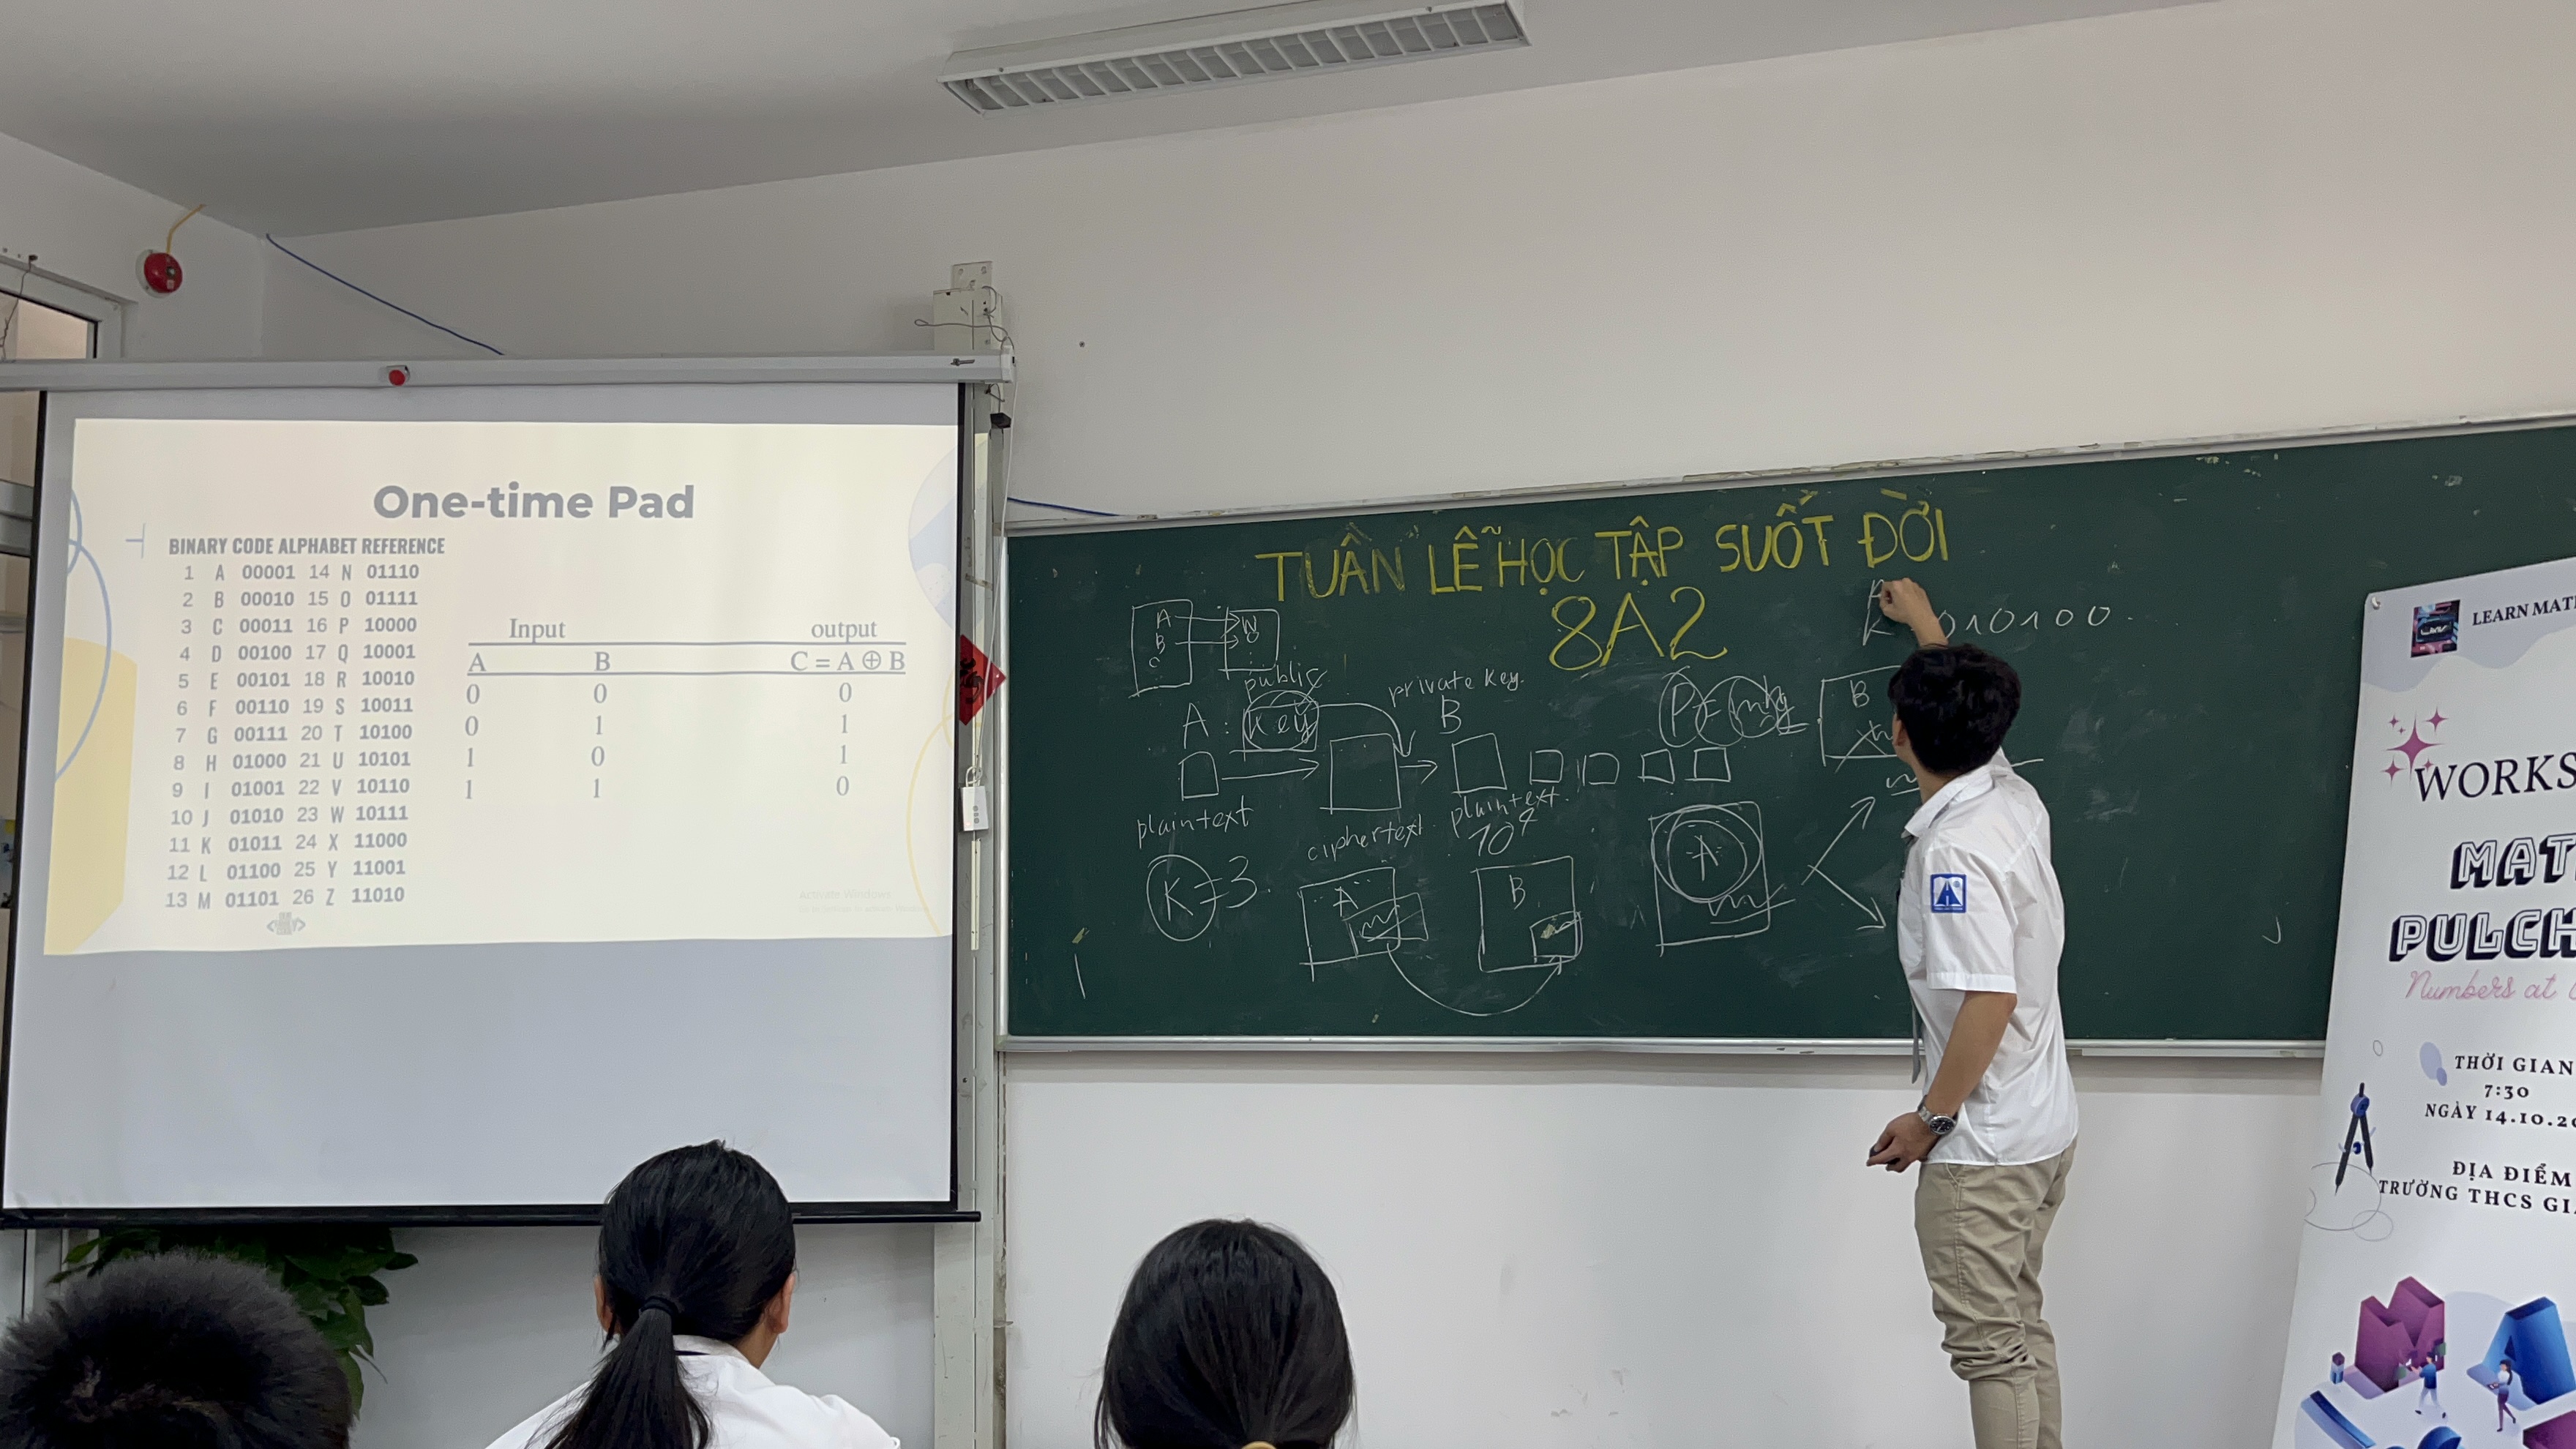 One-time Pad
BINARY CODE ALPHABET REFERENCE
1 A 00001 14 N 01110
2 B 00010 15 O 01111
3 C 00011 16 P 10000
4 D 00100 17 Q 10001
5 E 00101 18 R 10010
6 F 00110 19 S 10011
7 G 00111 20 T 10100
8 H 01000 21 U 10101
9 I 01001 22 V 10110
10 J 01010 23 W 10111
11 K 01011 24 X 11000
12 L 01100 25 Y 11001
13 M 01101 26 Z 11010
Input output
A B C = A ⊕ B
0 0 0
0 1 1
1 0 1
1 1 0
Activate Windows
TUẦN LỄ HỌC TẬP SUỐT ĐỜI
8A2
A
B
C
public
private key.
A : key
B
plaintext
ciphertext
plaintext
10⁹
K = 3
A
B
A
B
K
010100
LEARN MAT
WORKS
MAT
PULCH
Numbers at
THỜI GIAN
7:30
NGÀY 14.10.2
ĐỊA ĐIỂM
TRƯỜNG THCS GI